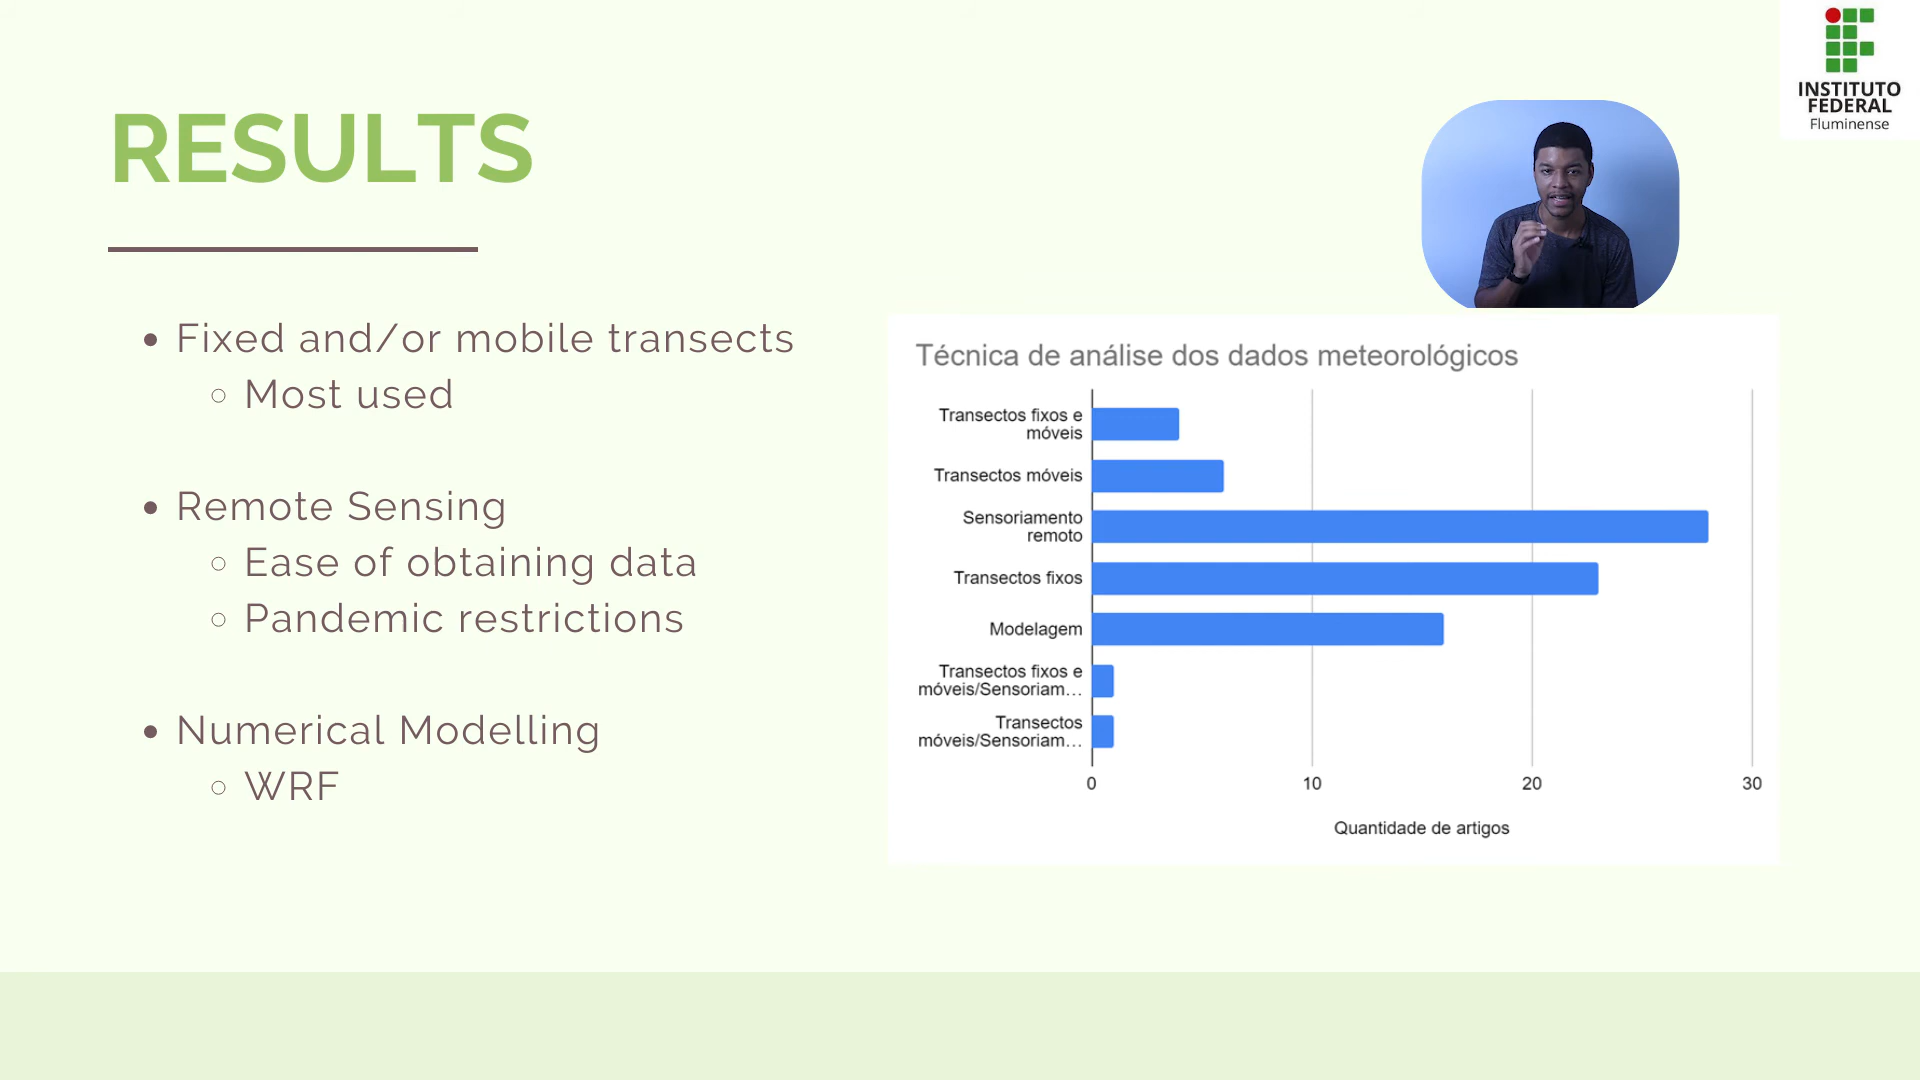 INSTITUTO
FEDERAL
Fluminense
RESULTS
Fixed and/or mobile transects
Most used
Remote Sensing
Ease of obtaining data
Pandemic restrictions
Numerical Modelling
WRF
Técnica de análise dos dados meteorológicos
Transectos fixos e
móveis
Transectos móveis
Sensoriamento
remoto
Transectos fixos
Modelagem
Transectos fixos e
móveis/Sensoriam…
Transectos
móveis/Sensoriam…
0 10 20 30
Quantidade de artigos